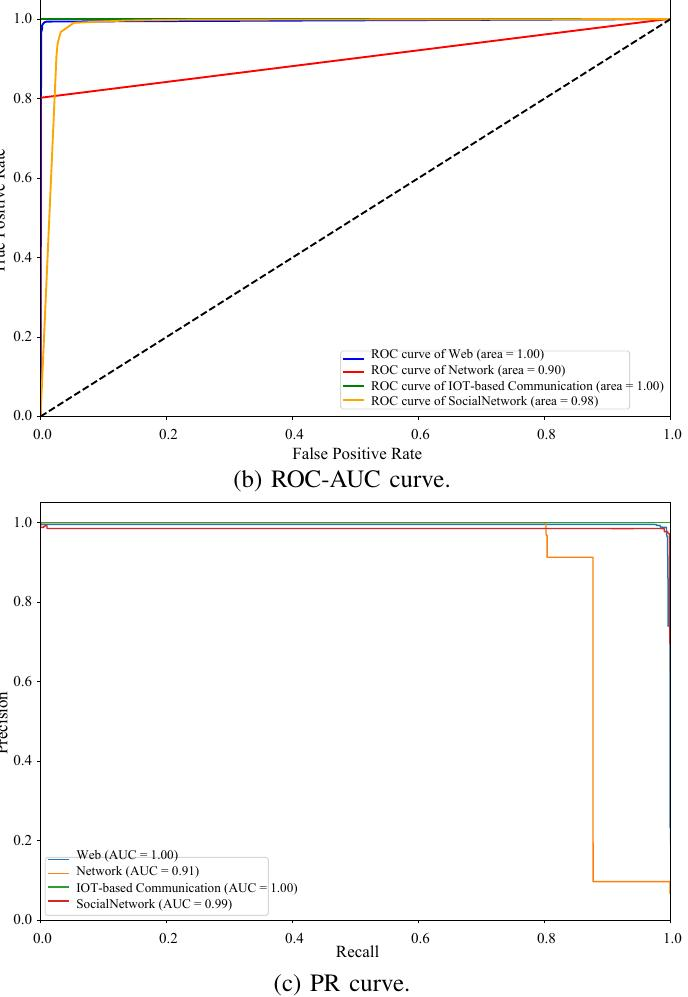 1.0
0.8
0.6
0.4
0.2
0.0
True Positive Rate
ROC curve of Web (area = 1.00)
ROC curve of Network (area = 0.90)
ROC curve of IOT-based Communication (area = 1.00)
ROC curve of SocialNetwork (area = 0.98)
0.0 0.2 0.4 0.6 0.8 1.0
False Positive Rate
(b) ROC-AUC curve.
1.0
0.8
0.6
0.4
0.2
0.0
Precision
Web (AUC = 1.00)
Network (AUC = 0.91)
IOT-based Communication (AUC = 1.00)
SocialNetwork (AUC = 0.99)
0.0 0.2 0.4 0.6 0.8 1.0
Recall
(c) PR curve.